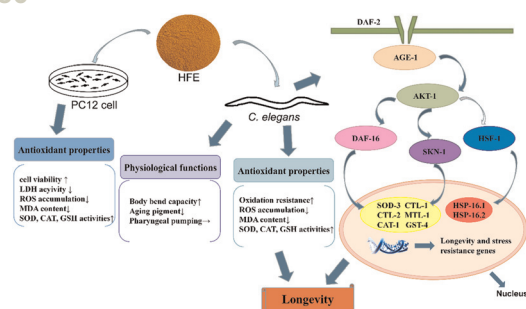 HFE
PC12 cell
C. elegans
Antioxidant properties
cell viability ↑
LDH acyivity ↓
ROS accumulation↓
MDA content↓
SOD, CAT, GSH activities↑
Physiological functions
Body bend capacity↑
Aging pigment↓
Pharyngeal pumping→
Antioxidant properties
Oxidation resistance↑
ROS accumulation↓
MDA content↓
SOD, CAT, GSH activities↑
Longevity
DAF-2
AGE-1
AKT-1
DAF-16
SKN-1
HSF-1
SOD-3 CTL-1
CTL-2 MTL-1
CAT-1 GST-4
HSP-16.1
HSP-16.2
Longevity and stress
resistance genes
Nucleus